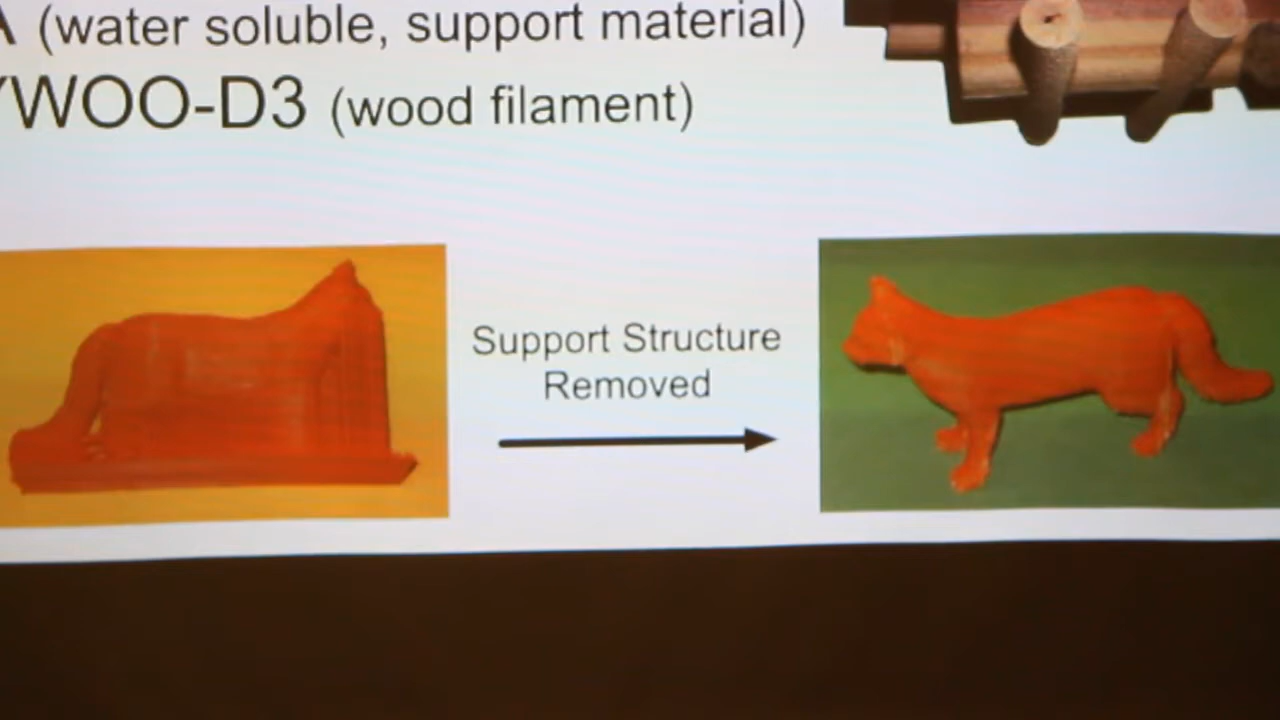 (water soluble, support material)
WOO-D3 (wood filament)
Support Structure
Removed